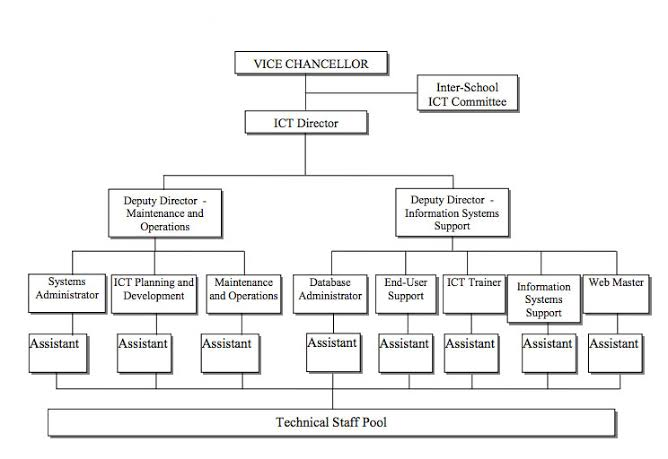 VICE CHANCELLOR
Inter-School
ICT Committee
ICT Director
Deputy Director -
Maintenance and
Operations
Deputy Director -
Information Systems
Support
Systems
Administrator
ICT Planning and
Development
Maintenance
and Operations
Database
Administrator
End-User
Support
ICT Trainer
Information
Systems
Support
Web Master
Assistant
Assistant
Assistant
Assistant
Assistant
Assistant
Assistant
Assistant
Technical Staff Pool